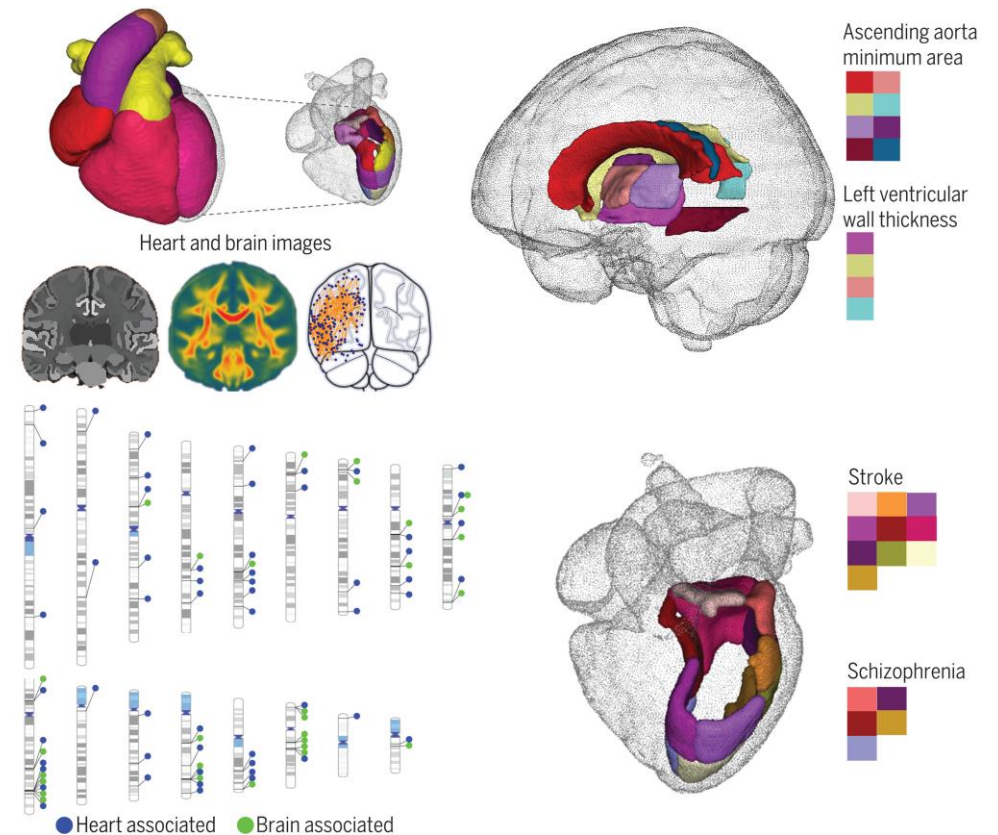 Ascending aorta
minimum area
Left ventricular
wall thickness
Heart and brain images
Stroke
Schizophrenia
Heart associated
Brain associated